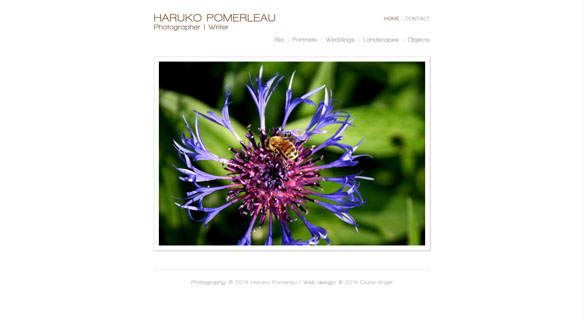 HARUKO POMERLEAU
Photographer | Writer
HOME | CONTACT
Bio | Portraits | Weddings | Landscapes | Objects
Photography: © 2014 Haruko Pomerleau | Web design: © 2014 Diana Angel